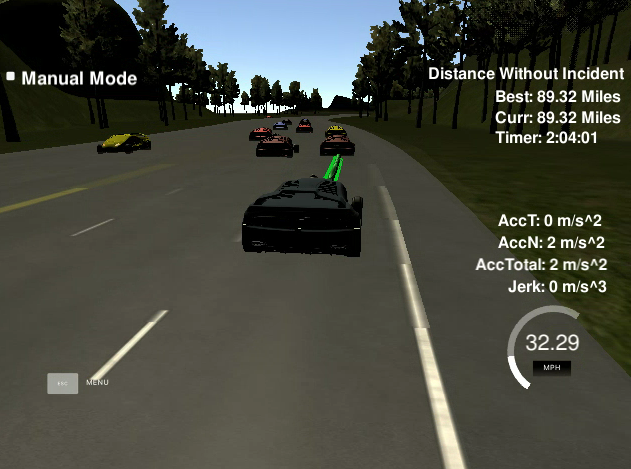 Manual Mode
Distance Without Incident
Best: 89.32 Miles
Curr: 89.32 Miles
Timer: 2:04:01
AccT: 0 m/s^2
AccN: 2 m/s^2
AccTotal: 2 m/s^2
Jerk: 0 m/s^3
32.29
MPH
ESC MENU